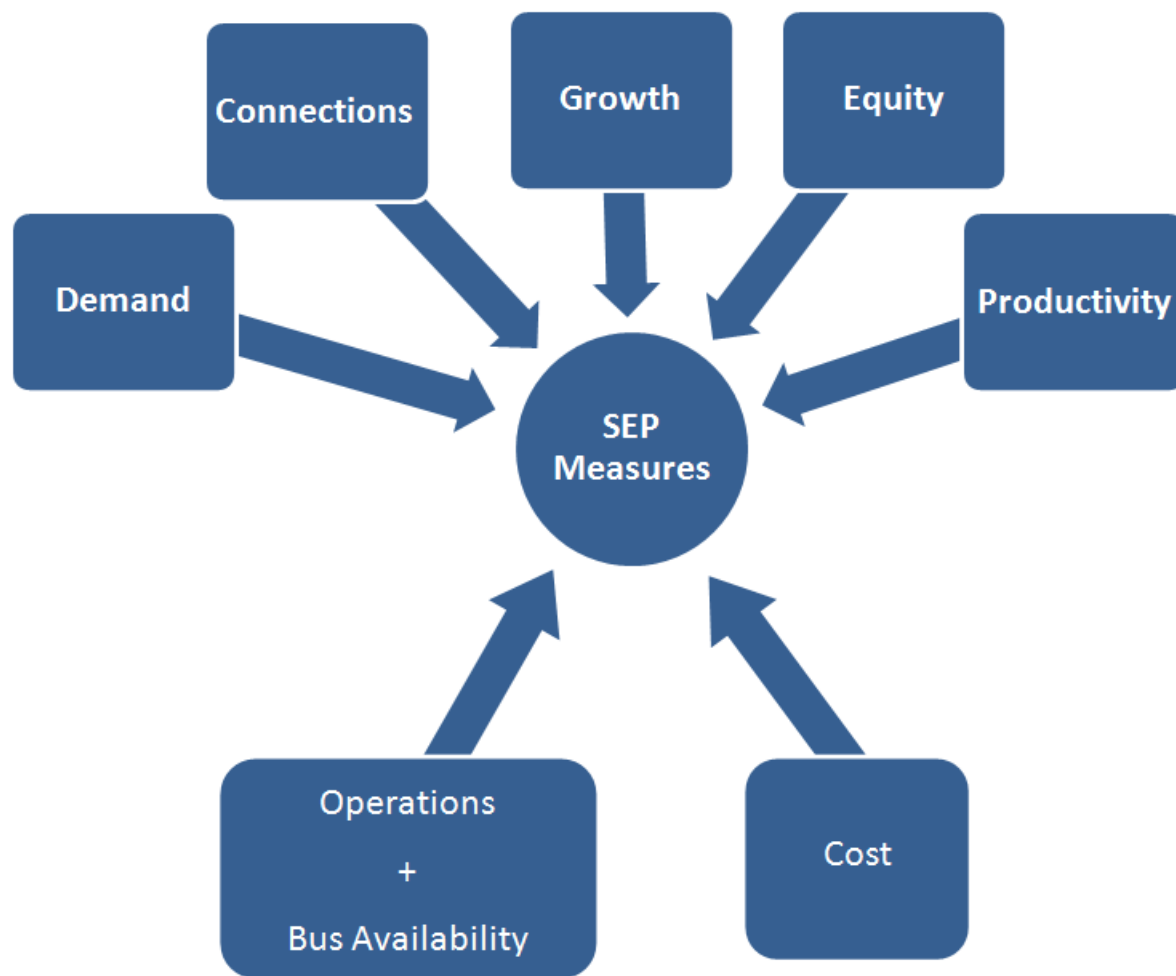 Connections
Growth
Equity
Demand
Productivity
SEP
Measures
Operations
+
Bus Availability
Cost